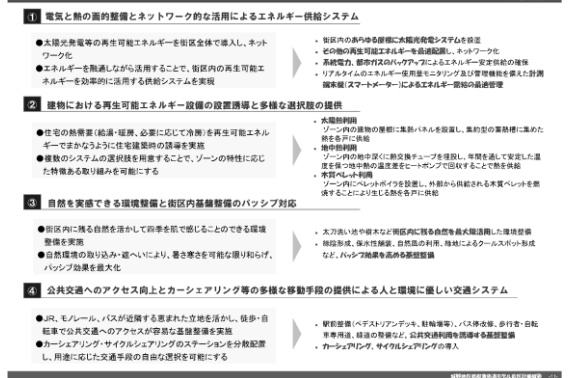 ① 電気と熱の面的整備とネットワーク的な活用によるエネルギー供給システム
●太陽光発電等の再生可能エネルギーを街区全体で導入し、ネット
ワーク化
●エネルギーを融通しながら活用することで、街区内の再生可能エ
ネルギーを効率的に活用する供給システムを実現
・街区内のあらゆる屋根に太陽光発電システムを設置
・その他の再生可能エネルギーを最適配置し、ネットワーク化
・系統電力、都市ガスのバックアップによるエネルギー安定供給の確保
・リアルタイムのエネルギー使用量モニタリング及び管理機能を備えた計測
端末機(スマートメーター)によるエネルギー需給の最適管理
② 建物における再生可能エネルギー設備の設置誘導と多様な選択肢の提供
●住宅の熱需要(給湯・暖房、必要に応じて冷房)を再生可能エネル
ギーでまかなうように住宅建築時の誘導を実施
●複数のシステムの選択肢を用意することで、ゾーンの特性に応じ
た特徴ある取り組みを可能にする
・太陽熱利用
ゾーン内の建物の屋根に集熱パネルを設置し、集約型の蓄熱槽に集めた
熱を各戸に供給
・地中熱利用
ゾーン内の地中深くに熱交換チューブを埋設し、年間を通して安定した温
度を保つ地中熱の温度差をヒートポンプで回収することで熱を供給
・木質ペレット利用
ゾーン内にペレットボイラを設置し、外部から供給される木質ペレットを燃
焼することにより生じる熱を各戸に供給
③ 自然を実感できる環境整備と街区内基盤整備のパッシブ対応
●街区内に残る自然を活かして四季を肌で感じることのできる環境
整備を実施
●自然環境の取り込み・遮へいにより、暑さ寒さを可能な限り和らげ、
パッシブ効果を最大化
・太刀洗い池や樹木など街区内に残る自然を最大限活用した環境整備
・緑陰形成、保水性舗装、自然風の利用、緑地によるクールスポット形成
など、パッシブ効果を高める基盤整備
④ 公共交通へのアクセス向上とカーシェアリング等の多様な移動手段の提供による人と環境に優しい交通システム
●JR、モノレール、バスが近隣する恵まれた立地を活かし、徒歩・自
転車で公共交通へのアクセスが容易な基盤整備を実施
●カーシェアリング・サイクルシェアリングのステーションを分散配置
し、用途に応じた交通手段の自由な選択を可能にする
・駅前整備(ペデストリアンデッキ、駐輪場等)、バス停改修、歩行者・自転
車専用道、緑道の整備など、公共交通利用を誘導する基盤整備
・カーシェアリング、サイクルシェアリングの導入